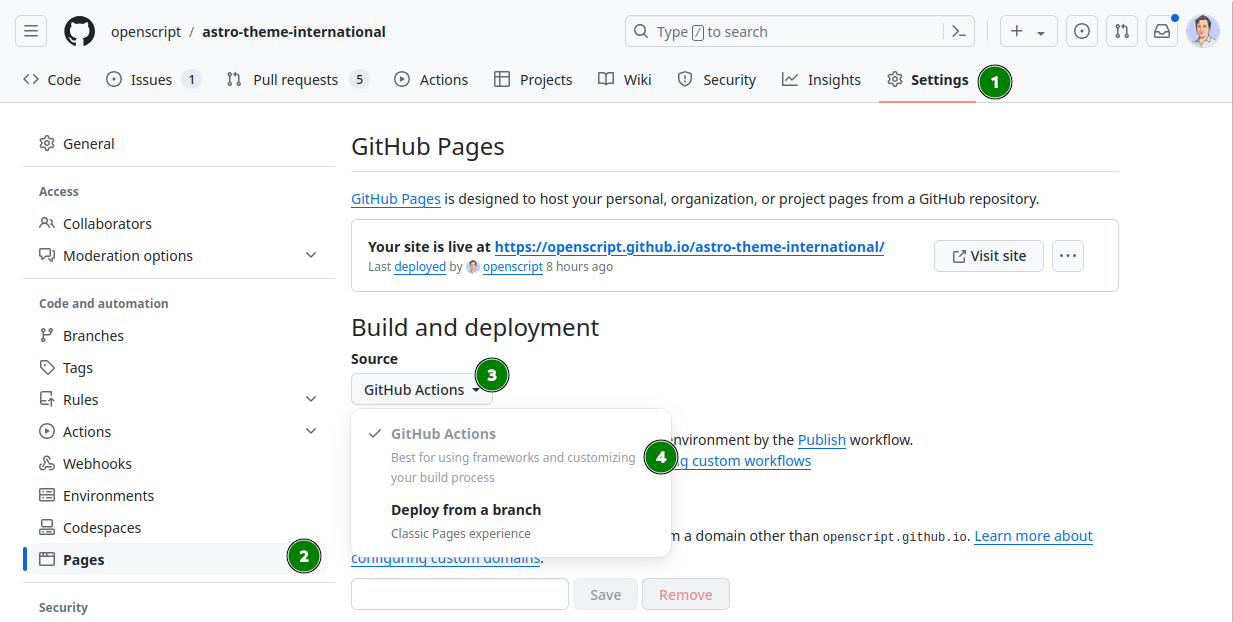 openscript / astro-theme-international
Type / to search
Code Issues 1 Pull requests 5 Actions Projects Wiki Security Insights Settings 1
General
Access
Collaborators
Moderation options
Code and automation
Branches
Tags
Rules
Actions
Webhooks
Environments
Codespaces
Pages 2
Security
GitHub Pages
GitHub Pages is designed to host your personal, organization, or project pages from a GitHub repository.
Your site is live at https://openscript.github.io/astro-theme-international/
Last deployed by openscript 8 hours ago
Visit site
Build and deployment
Source
GitHub Actions 3
GitHub Actions
Best for using frameworks and customizing
your build process
4
Deploy from a branch
Classic Pages experience
environment by the Publish workflow.
custom workflows
a domain other than openscript.github.io. Learn more about
configuring custom domains.
Save Remove